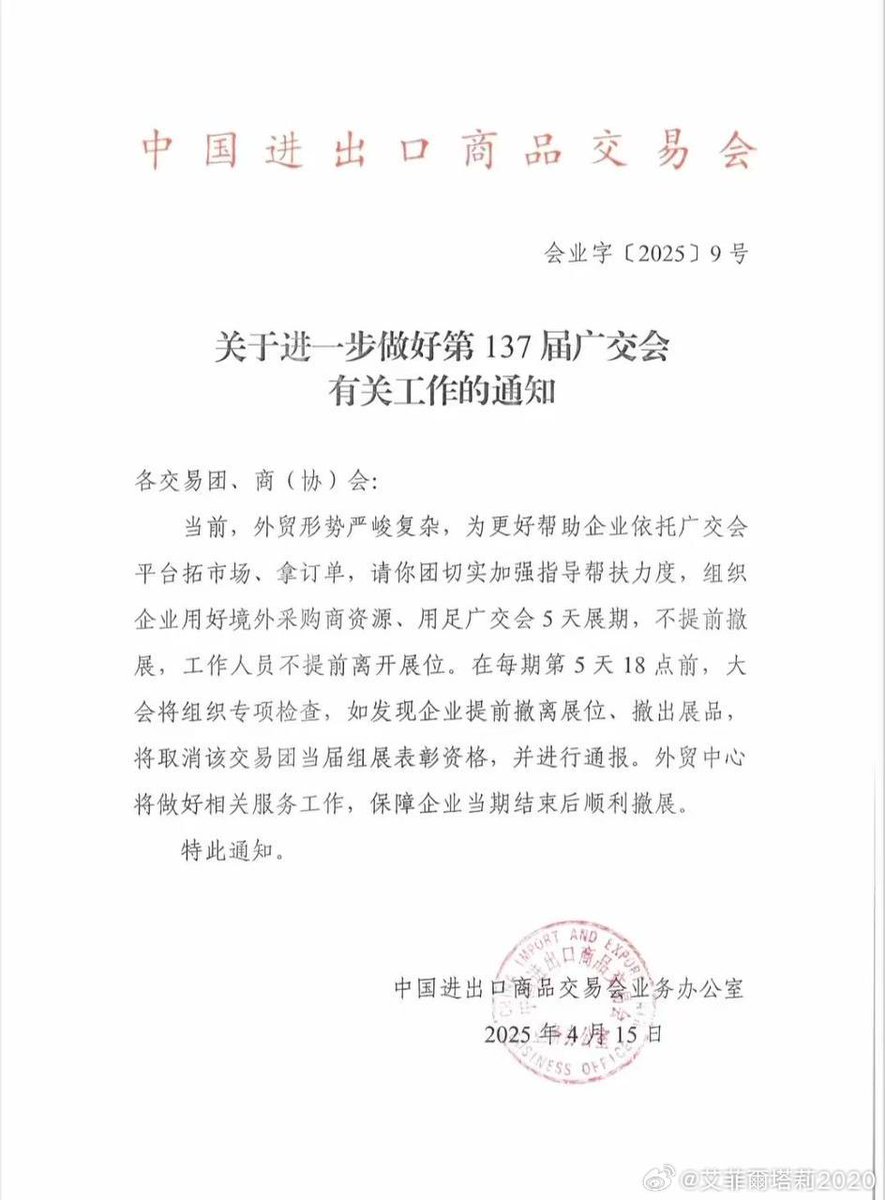 中国进出口商品交易会
会业字〔2025〕9号
关于进一步做好第137届广交会
有关工作的通知
各交易团、商（协）会：
当前，外贸形势严峻复杂，为更好帮助企业依托广交会
平台拓市场、拿订单，请你团切实加强指导帮扶力度，组织
企业用好境外采购商资源、用足广交会5天展期，不提前撤
展，工作人员不提前离开展位。在每期第5天18点前，大
会将组织专项检查，如发现企业提前撤离展位、撤出展品，
将取消该交易团当届组展表彰资格，并进行通报。外贸中心
将做好相关服务工作，保障企业当期结束后顺利撤展。
特此通知。
中国进出口商品交易会业务办公室
2025年4月15日
IMPORT AND EXPORT
进出口商品交易会
BUSINESS OFFICE
@艾菲爾塔莉2020